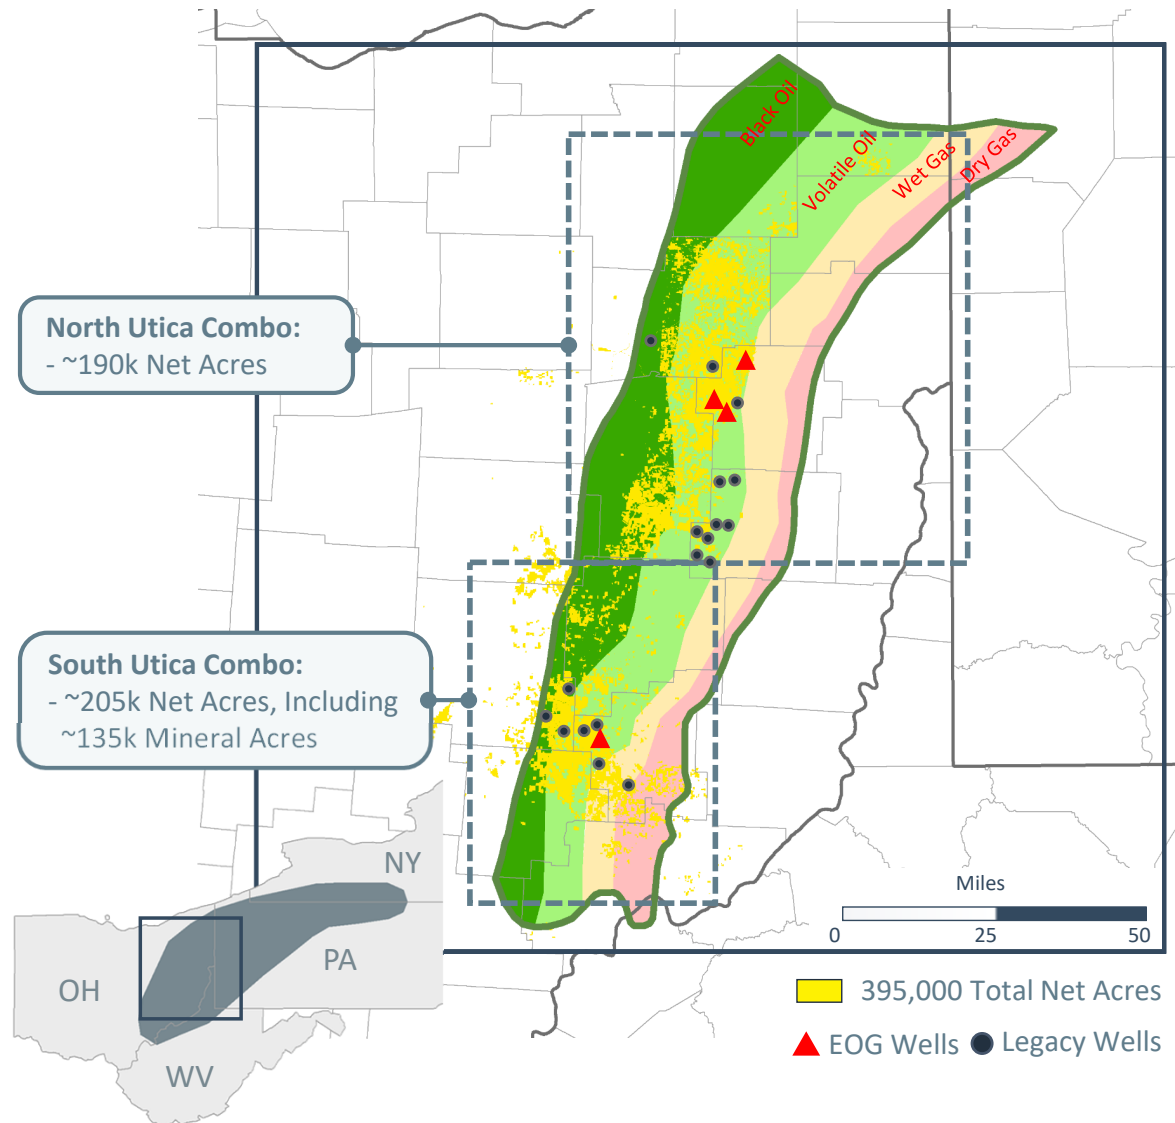 Black Oil
Volatile Oil
Wet Gas
Dry Gas
North Utica Combo:
- ~190k Net Acres
South Utica Combo:
- ~205k Net Acres, Including
~135k Mineral Acres
NY
PA
OH
WV
Miles
0 25 50
395,000 Total Net Acres
EOG Wells Legacy Wells